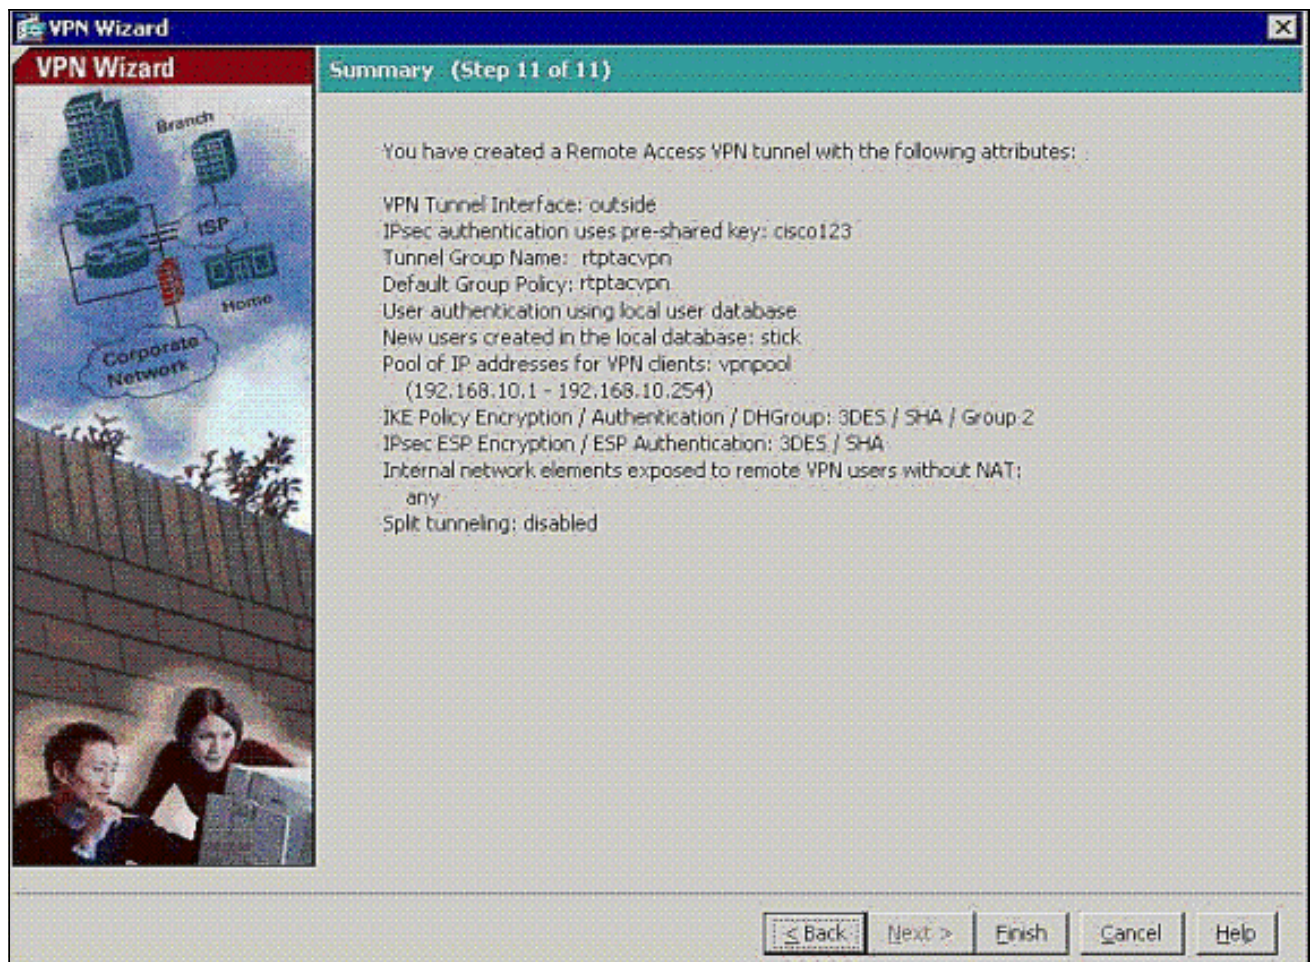 VPN Wizard
VPN Wizard
Summary (Step 11 of 11)
Branch
ISP
Home
Corporate
Network
You have created a Remote Access VPN tunnel with the following attributes:
VPN Tunnel Interface: outside
IPsec authentication uses pre-shared key: cisco123
Tunnel Group Name: rtptacvpn
Default Group Policy: rtptacvpn
User authentication using local user database
New users created in the local database: stick
Pool of IP addresses for VPN clients: vpnpool
(192.168.10.1 - 192.168.10.254)
IKE Policy Encryption / Authentication / DHGroup: 3DES / SHA / Group 2
IPsec ESP Encryption / ESP Authentication: 3DES / SHA
Internal network elements exposed to remote VPN users without NAT:
any
Split tunneling: disabled
< Back
Next >
Finish
Cancel
Help